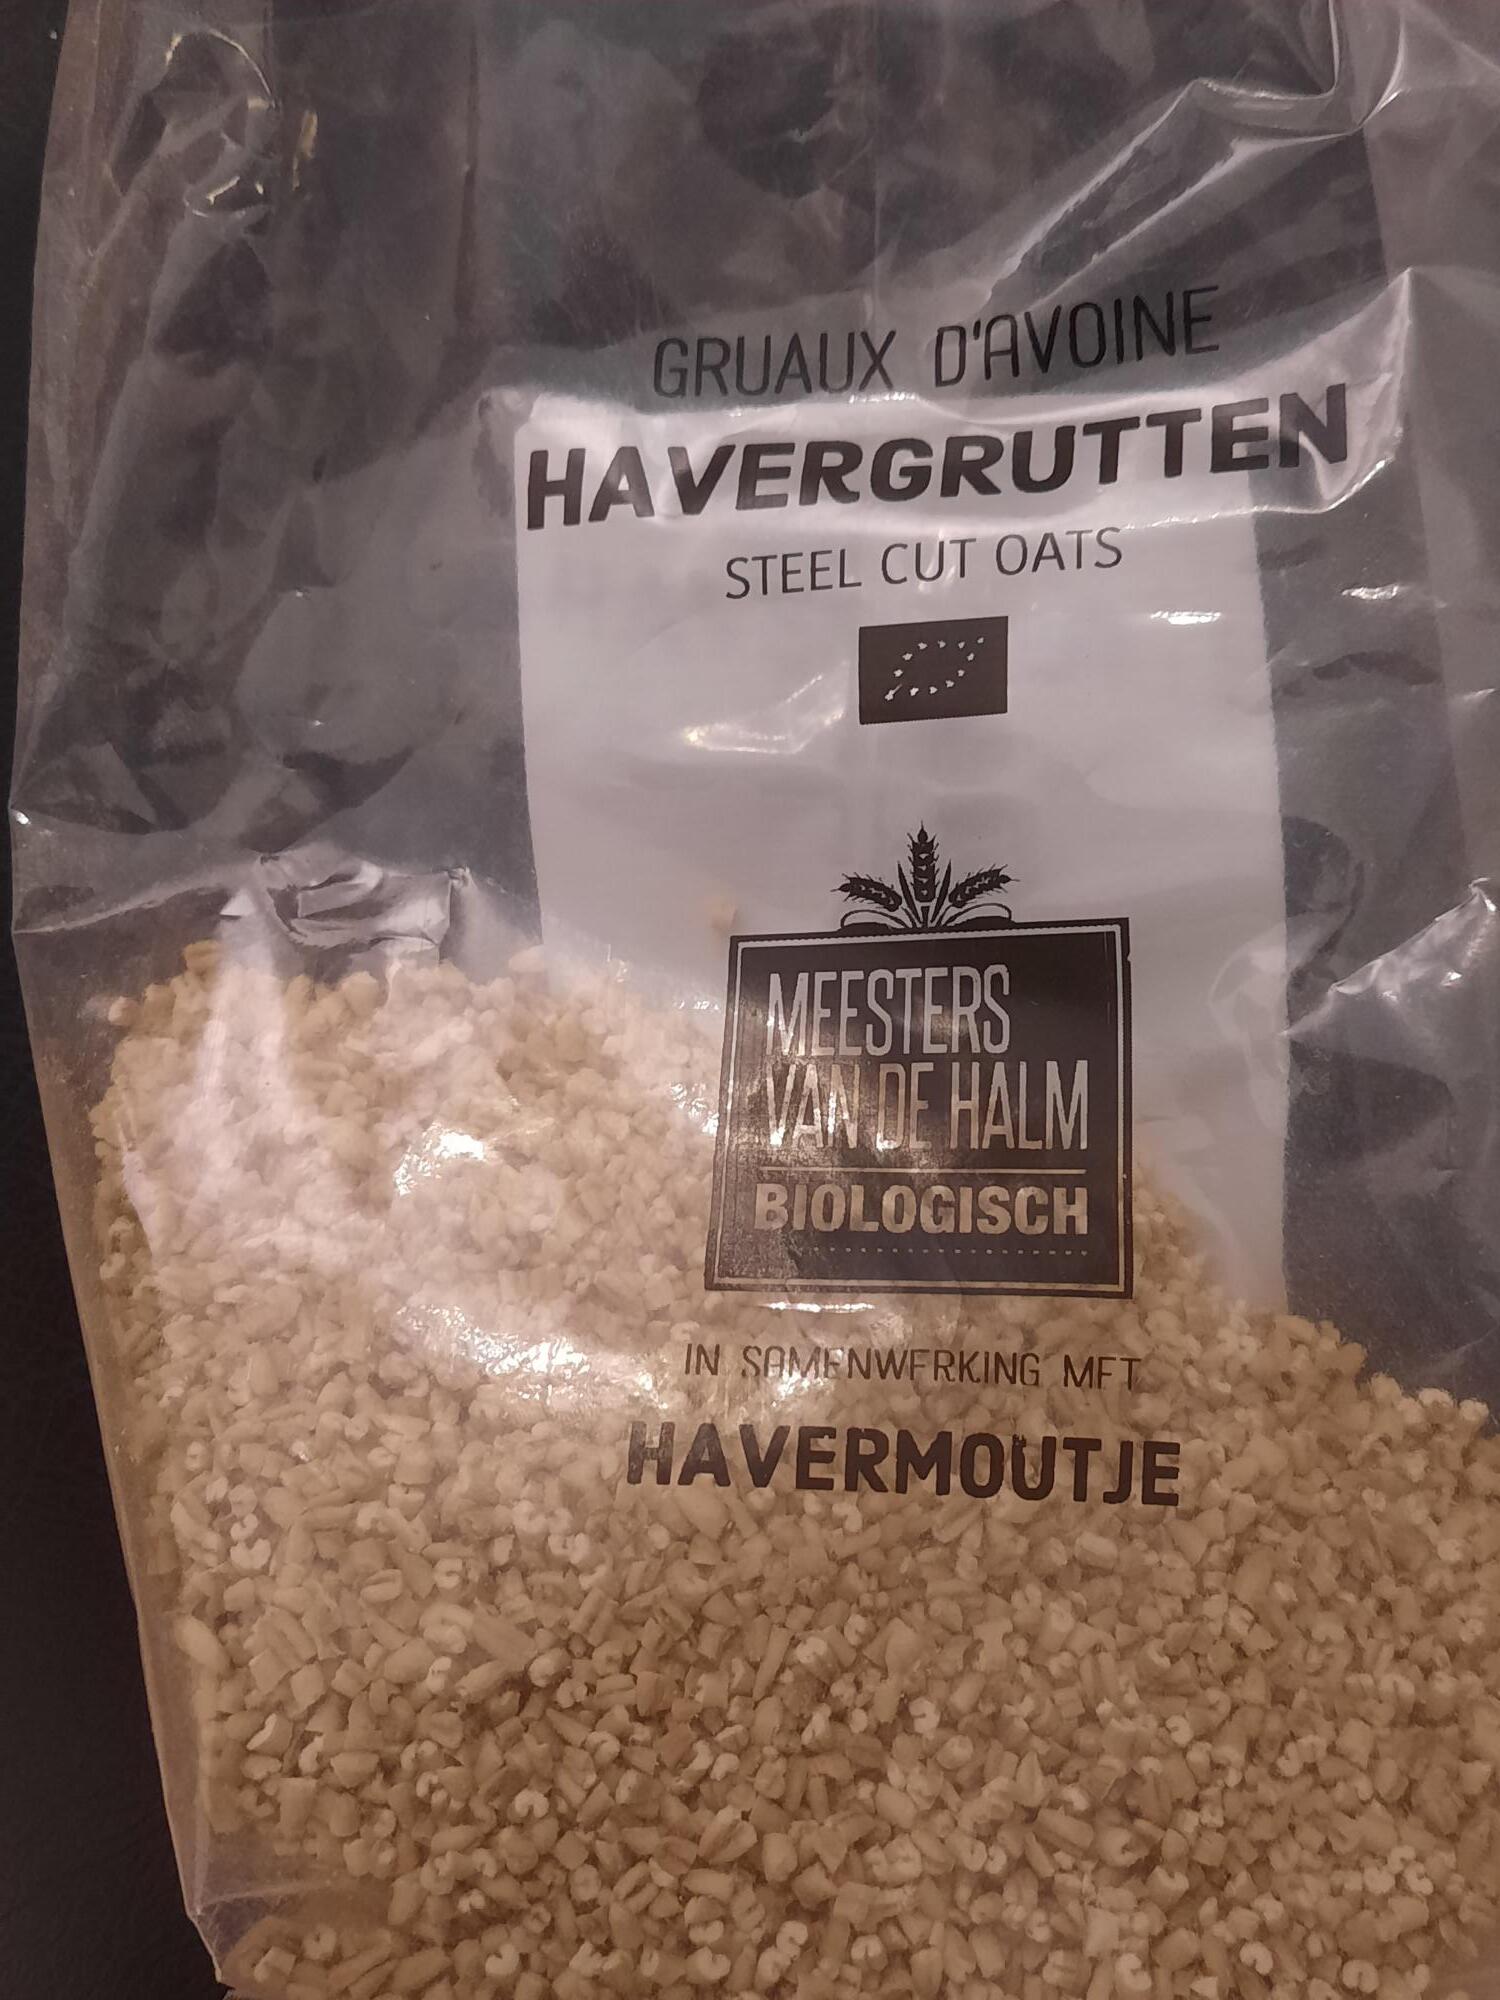 GRUAUX D'AVOINE
HAVERGRUTTEN
STEEL CUT OATS
MEESTERS
VAN DE HALM
BIOLOGISCH
IN SAMENWERKING MET
HAVERMOUTJE